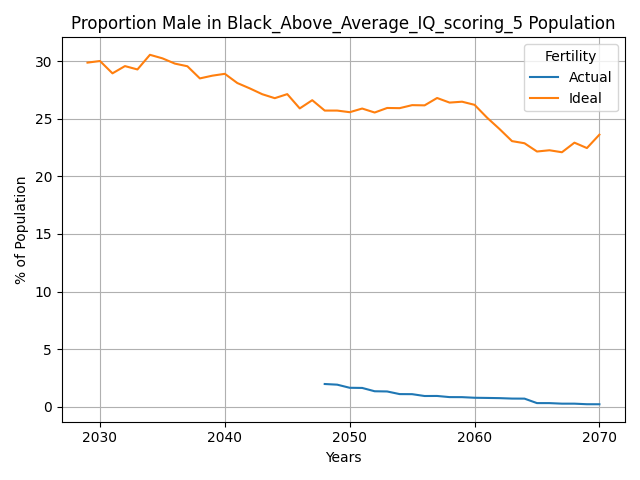 Proportion Male in Black_Above_Average_IQ_scoring_5 Population
Fertility
Actual
Ideal
% of Population
30
25
20
15
10
5
0
2030 2040 2050 2060 2070
Years